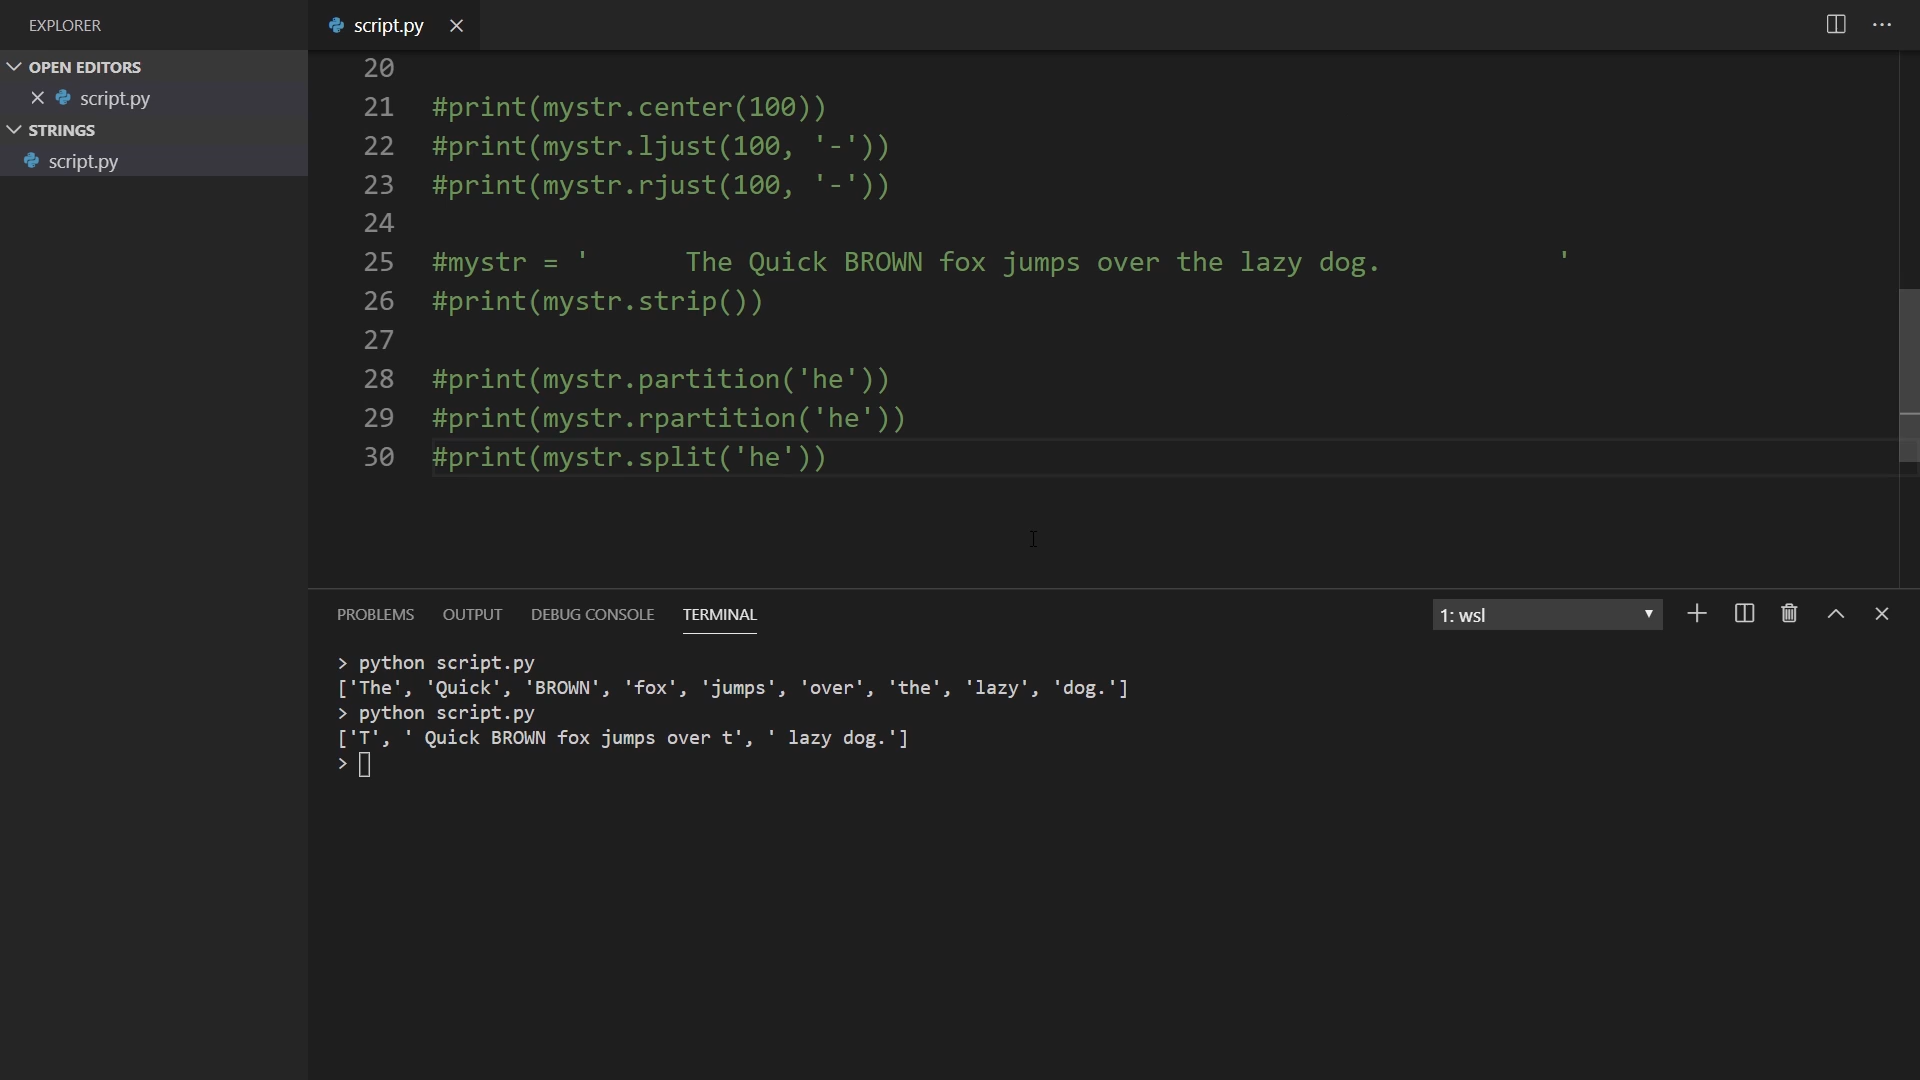 EXPLORER
OPEN EDITORS
script.py
STRINGS
script.py
script.py
20
21 #print(mystr.center(100))
22 #print(mystr.ljust(100, '-'))
23 #print(mystr.rjust(100, '-'))
24
25 #mystr = '      The Quick BROWN fox jumps over the lazy dog.           '
26 #print(mystr.strip())
27
28 #print(mystr.partition('he'))
29 #print(mystr.rpartition('he'))
30 #print(mystr.split('he'))
PROBLEMS OUTPUT DEBUG CONSOLE TERMINAL 1: wsl
> python script.py
['The', 'Quick', 'BROWN', 'fox', 'jumps', 'over', 'the', 'lazy', 'dog.']
> python script.py
['T', ' Quick BROWN fox jumps over t', ' lazy dog.']
>